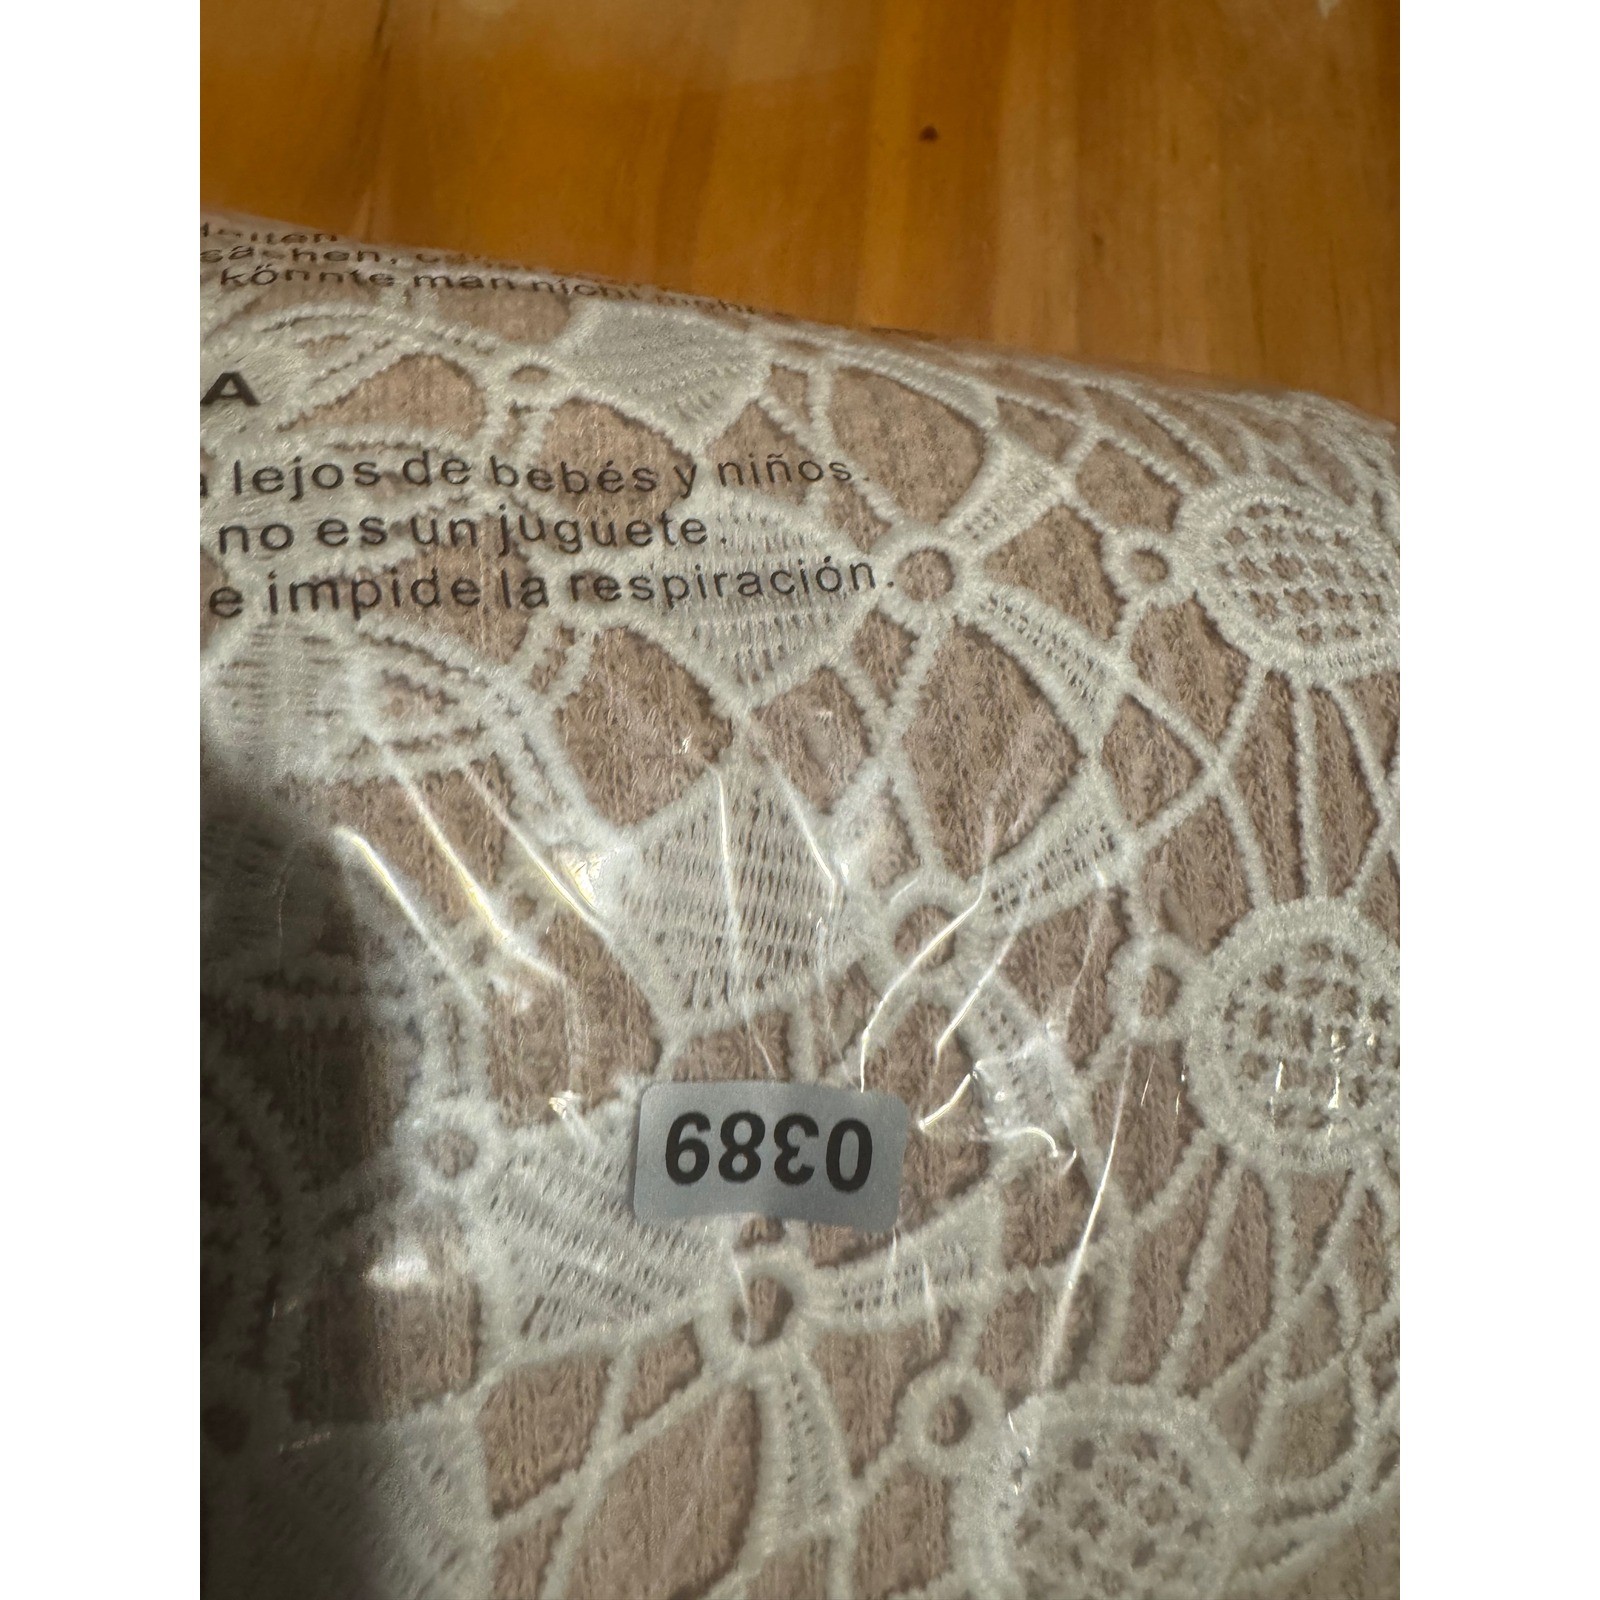 könnte man nicht
A
lejos de bebés y niños.
no es un juguete.
e impide la respiración.
0389